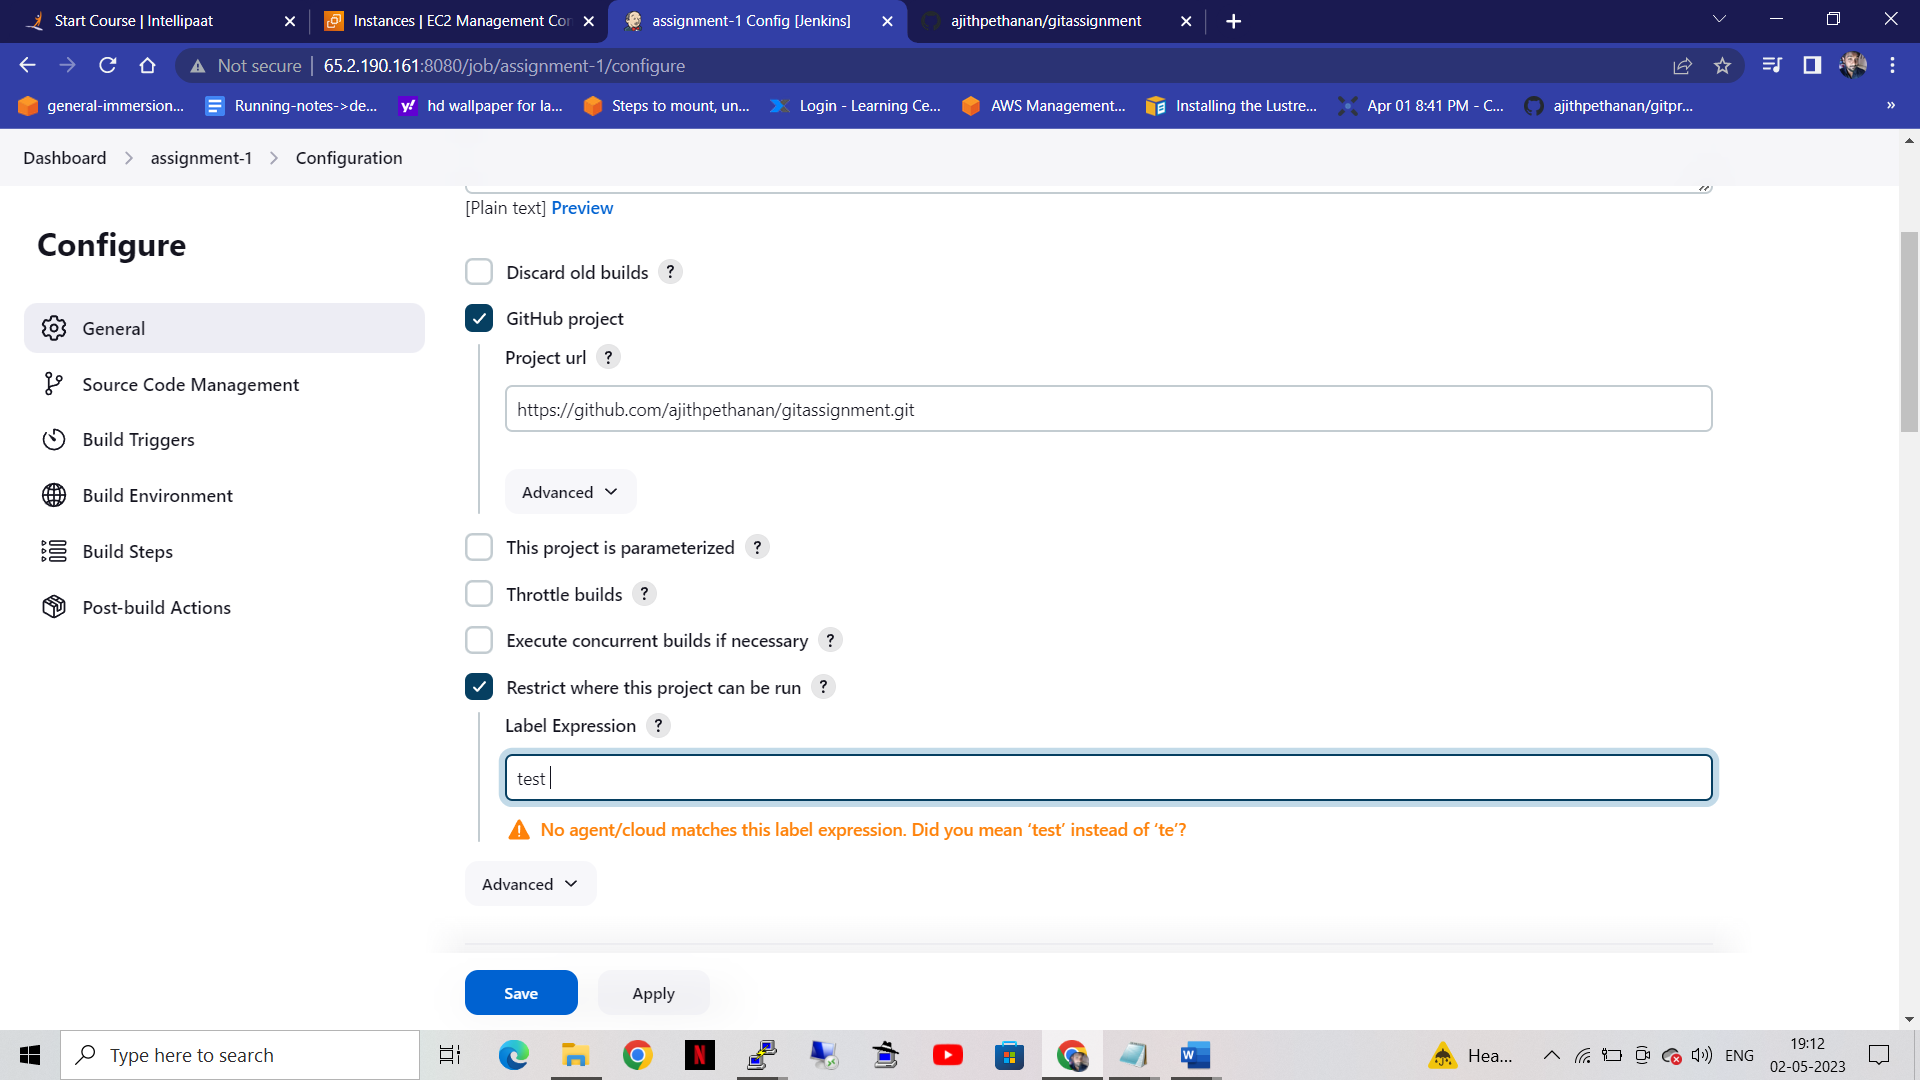 Start Course | Intellipaat
Instances | EC2 Management Con
assignment-1 Config [Jenkins]
ajithpethanan/gitassignment
Not secure
65.2.190.161:8080/job/assignment-1/configure
general-immersion...
Running-notes->de...
hd wallpaper for la...
Steps to mount, un...
Login - Learning Ce...
AWS Management...
Installing the Lustre...
Apr 01 8:41 PM - C...
ajithpethanan/gitpr...
»
Dashboard
assignment-1
Configuration
[Plain text] Preview
Configure
General
Source Code Management
Build Triggers
Build Environment
Build Steps
Post-build Actions
Discard old builds ?
GitHub project
Project url ?
https://github.com/ajithpethanan/gitassignment.git
Advanced
This project is parameterized ?
Throttle builds ?
Execute concurrent builds if necessary ?
Restrict where this project can be run ?
Label Expression ?
test
No agent/cloud matches this label expression. Did you mean ‘test’ instead of ‘te’?
Advanced
Save
Apply
Type here to search
Hea...
ENG
19:12
02-05-2023